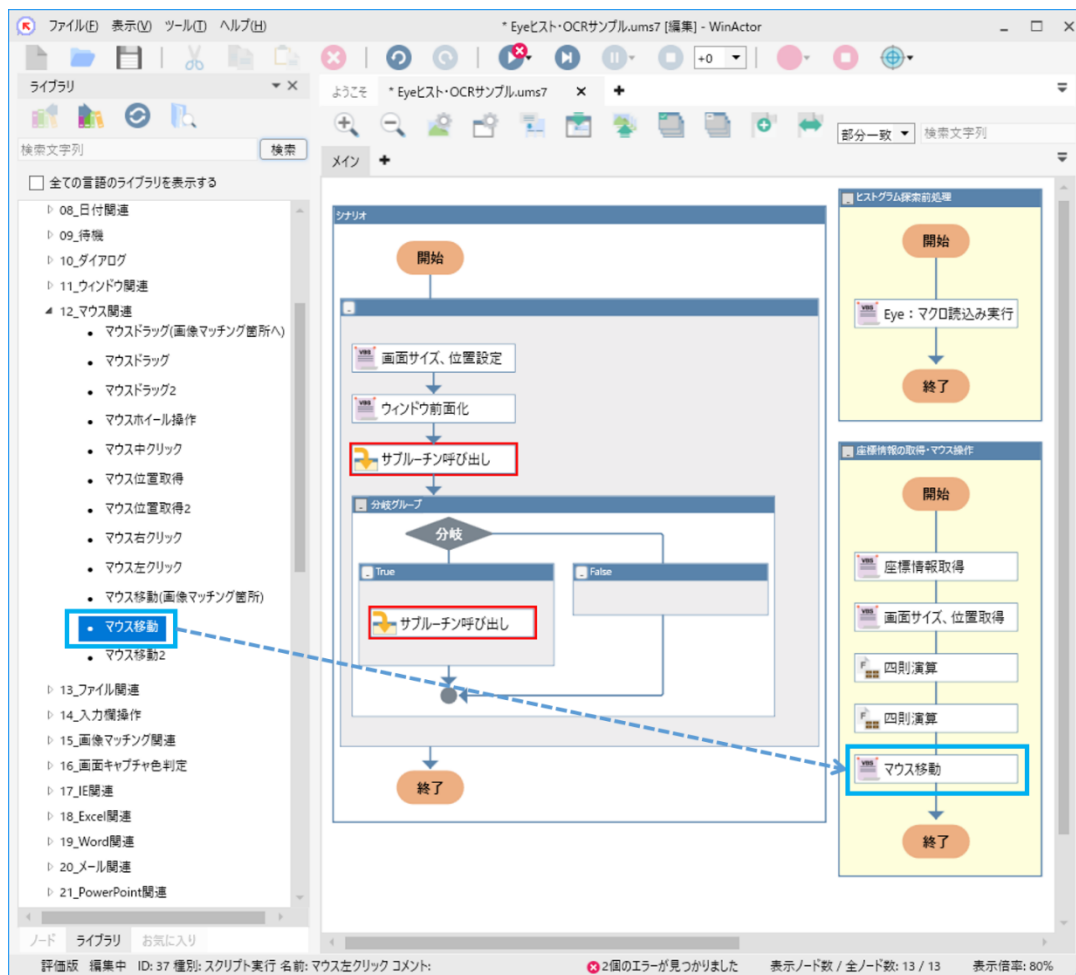 ファイル(F) 表示(V) ツール(T) ヘルプ(H)
* Eyeヒスト・OCRサンプル.ums7 [編集] - WinActor
+0
ライブラリ
検索文字列
検索
全ての言語のライブラリを表示する
08_日付関連
09_待機
10_ダイアログ
11_ウィンドウ関連
12_マウス関連
マウスドラッグ(画像マッチング箇所へ)
マウスドラッグ
マウスドラッグ2
マウスホイール操作
マウス中クリック
マウス位置取得
マウス位置取得2
マウス右クリック
マウス左クリック
マウス移動(画像マッチング箇所)
マウス移動
マウス移動2
13_ファイル関連
14_入力欄操作
15_画像マッチング関連
16_画面キャプチャ色判定
17_IE関連
18_Excel関連
19_Word関連
20_メール関連
21_PowerPoint関連
ノード ライブラリ お気に入り
ようこそ * Eyeヒスト・OCRサンプル.ums7
部分一致 検索文字列
メイン
シナリオ
開始
VBS 画面サイズ、位置設定
VBS ウィンドウ前面化
サブルーチン呼び出し
分岐グループ
分岐
True
False
サブルーチン呼び出し
終了
ヒストグラム探索前処理
開始
VBS Eye：マクロ読込み実行
終了
座標情報の取得・マウス操作
開始
VBS 座標情報取得
VBS 画面サイズ、位置取得
四則演算
四則演算
VBS マウス移動
終了
評価版 編集中 ID: 37 種別: スクリプト実行 名前: マウス左クリック コメント:
2個のエラーが見つかりました 表示ノード数 / 全ノード数: 13 / 13 表示倍率: 80%